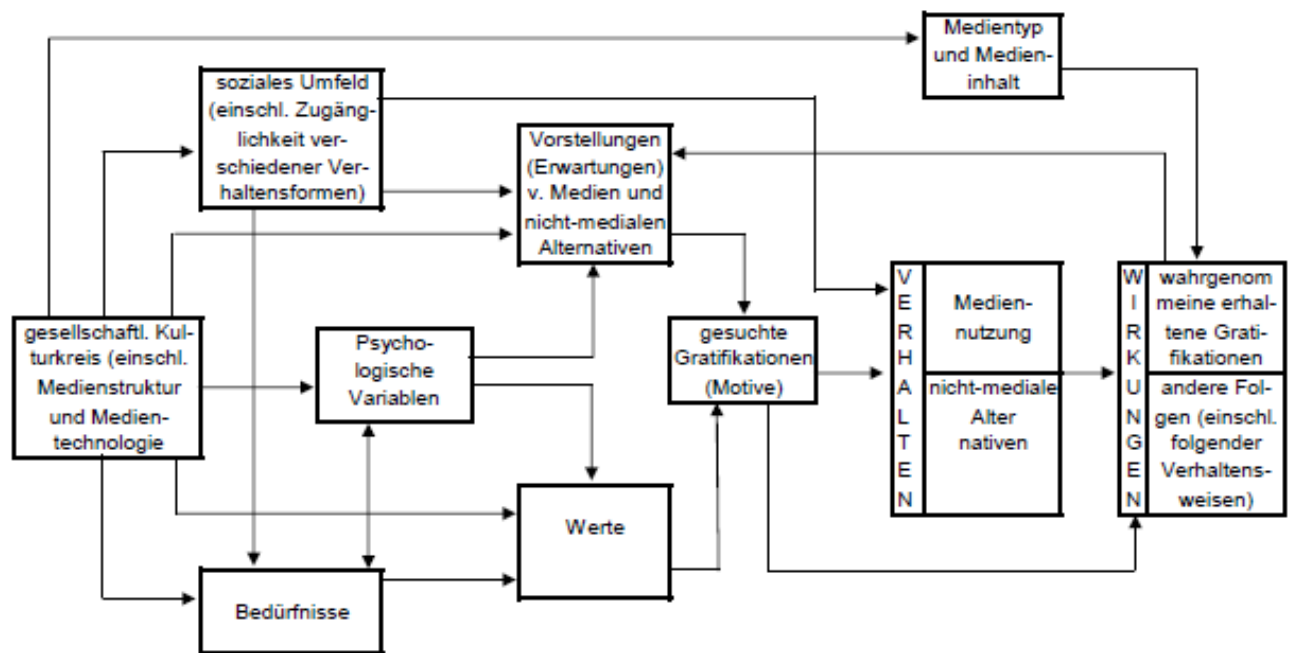 Medientyp
und Medien-
inhalt
soziales Umfeld
(einschl. Zugäng-
lichkeit ver-
schiedener Ver-
haltensformen)
Vorstellungen
(Erwartungen)
v. Medien und
nicht-medialen
Alternativen
gesellschaftl. Kul-
turkreis (einschl.
Medienstruktur
und Medien-
technologie
Psycho-
logische
Variablen
gesuchte
Gratifikationen
(Motive)
VERHALTEN
Medien-
nutzung
nicht-mediale
Alter
nativen
WIRKUNGEN
wahrgenom
meine erhal-
tene Grati-
fikationen
andere Fol-
gen (einschl.
folgender
Verhaltens-
weisen)
Werte
Bedürfnisse